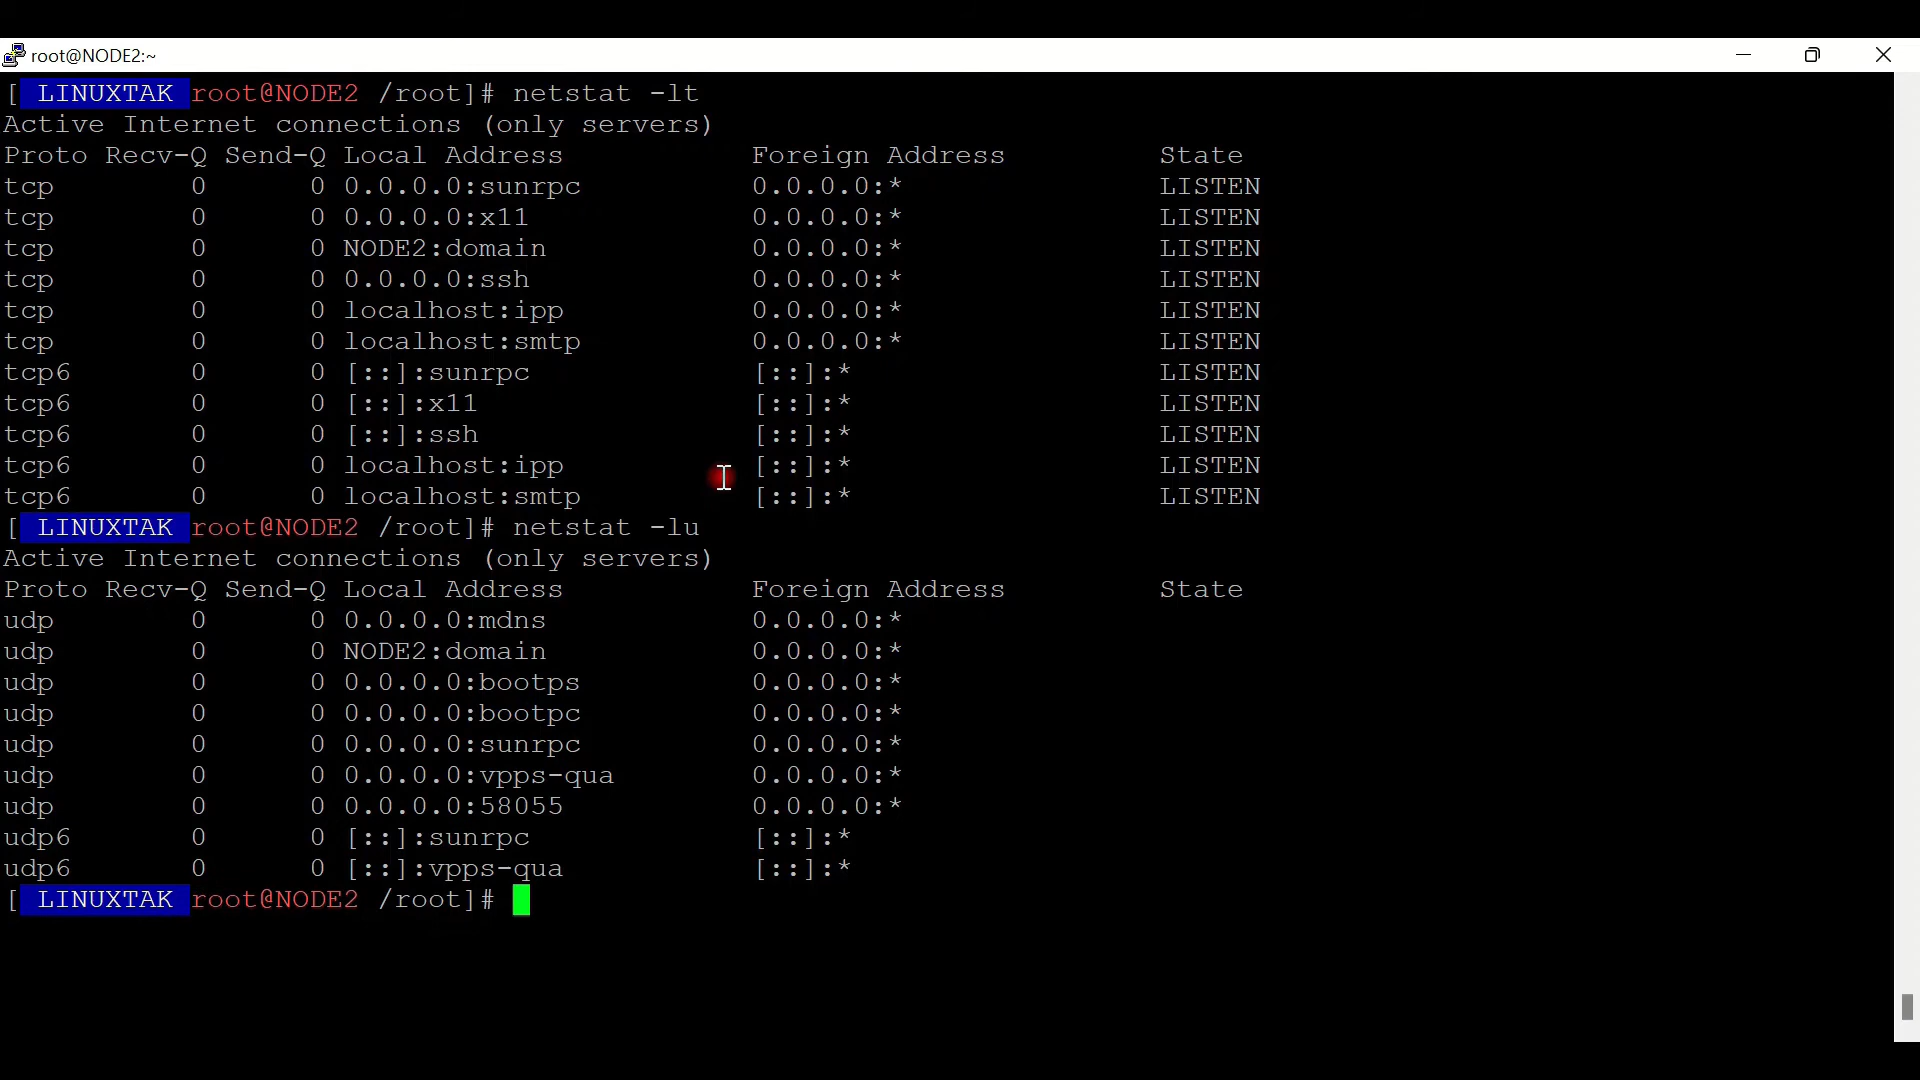 root@NODE2:~
[ LINUXTAK root@NODE2 /root]# netstat -lt
Active Internet connections (only servers)
Proto Recv-Q Send-Q Local Address Foreign Address State
tcp 0 0 0.0.0.0:sunrpc 0.0.0.0:* LISTEN
tcp 0 0 0.0.0.0:x11 0.0.0.0:* LISTEN
tcp 0 0 NODE2:domain 0.0.0.0:* LISTEN
tcp 0 0 0.0.0.0:ssh 0.0.0.0:* LISTEN
tcp 0 0 localhost:ipp 0.0.0.0:* LISTEN
tcp 0 0 localhost:smtp 0.0.0.0:* LISTEN
tcp6 0 0 [::]:sunrpc [::]:* LISTEN
tcp6 0 0 [::]:x11 [::]:* LISTEN
tcp6 0 0 [::]:ssh [::]:* LISTEN
tcp6 0 0 localhost:ipp [::]:* LISTEN
tcp6 0 0 localhost:smtp [::]:* LISTEN
[ LINUXTAK root@NODE2 /root]# netstat -lu
Active Internet connections (only servers)
Proto Recv-Q Send-Q Local Address Foreign Address State
udp 0 0 0.0.0.0:mdns 0.0.0.0:*
udp 0 0 NODE2:domain 0.0.0.0:*
udp 0 0 0.0.0.0:bootps 0.0.0.0:*
udp 0 0 0.0.0.0:bootpc 0.0.0.0:*
udp 0 0 0.0.0.0:sunrpc 0.0.0.0:*
udp 0 0 0.0.0.0:vpps-qua 0.0.0.0:*
udp 0 0 0.0.0.0:58055 0.0.0.0:*
udp6 0 0 [::]:sunrpc [::]:*
udp6 0 0 [::]:vpps-qua [::]:*
[ LINUXTAK root@NODE2 /root]#